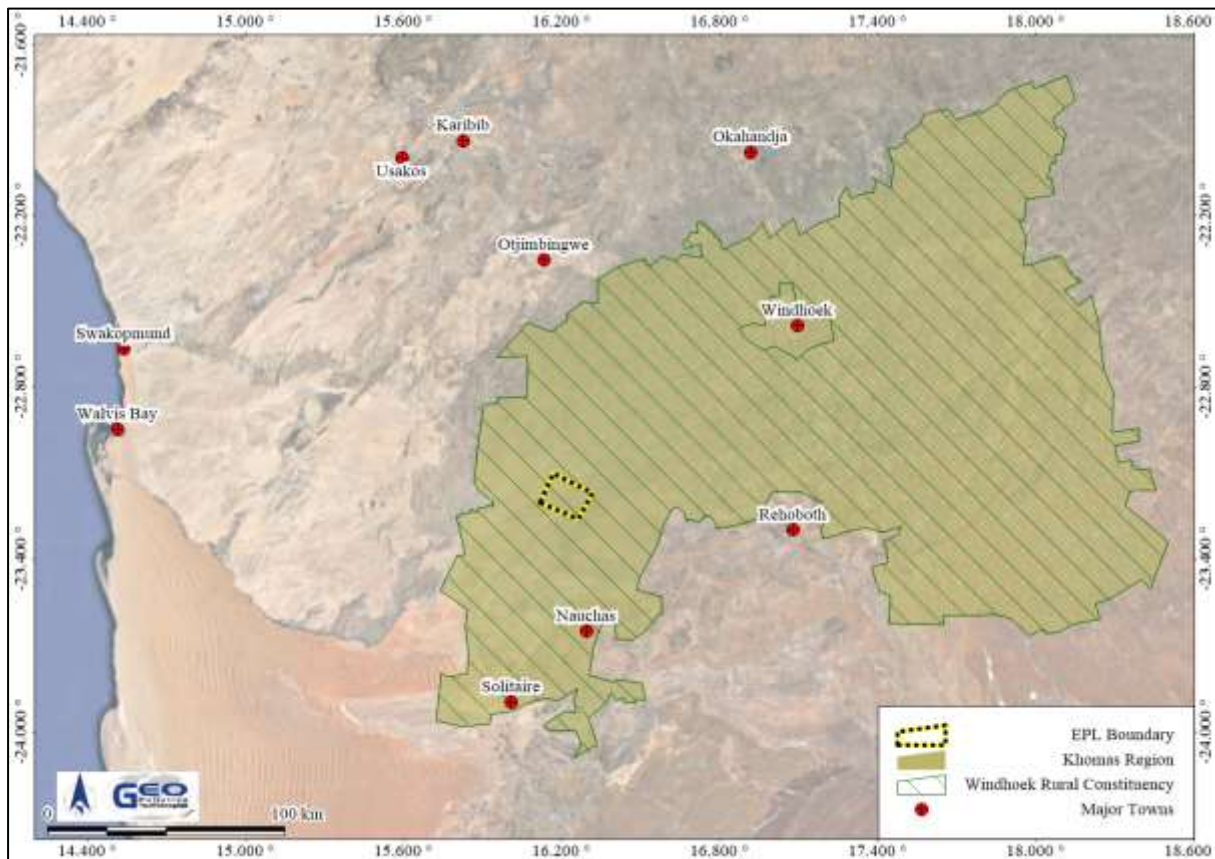 14.400 ° 15.000 ° 15.600 ° 16.200 ° 16.800 ° 17.400 ° 18.000 ° 18.600 °
-21.600 ° -21.600 °
Karibib
Okahandja
Usakos
-22.200 ° -22.200 °
Otjimbingwe
Windhoek
Swakopmund
-22.800 ° -22.800 °
Walvis Bay
Rehoboth
-23.400 ° -23.400 °
Nauchas
Solitaire
-24.000 ° -24.000 °
EPL Boundary
Khomas Region
Windhoek Rural Constituency
Major Towns
GEO
0 100 km
14.400 ° 15.000 ° 15.600 ° 16.200 ° 16.800 ° 17.400 ° 18.000 ° 18.600 °